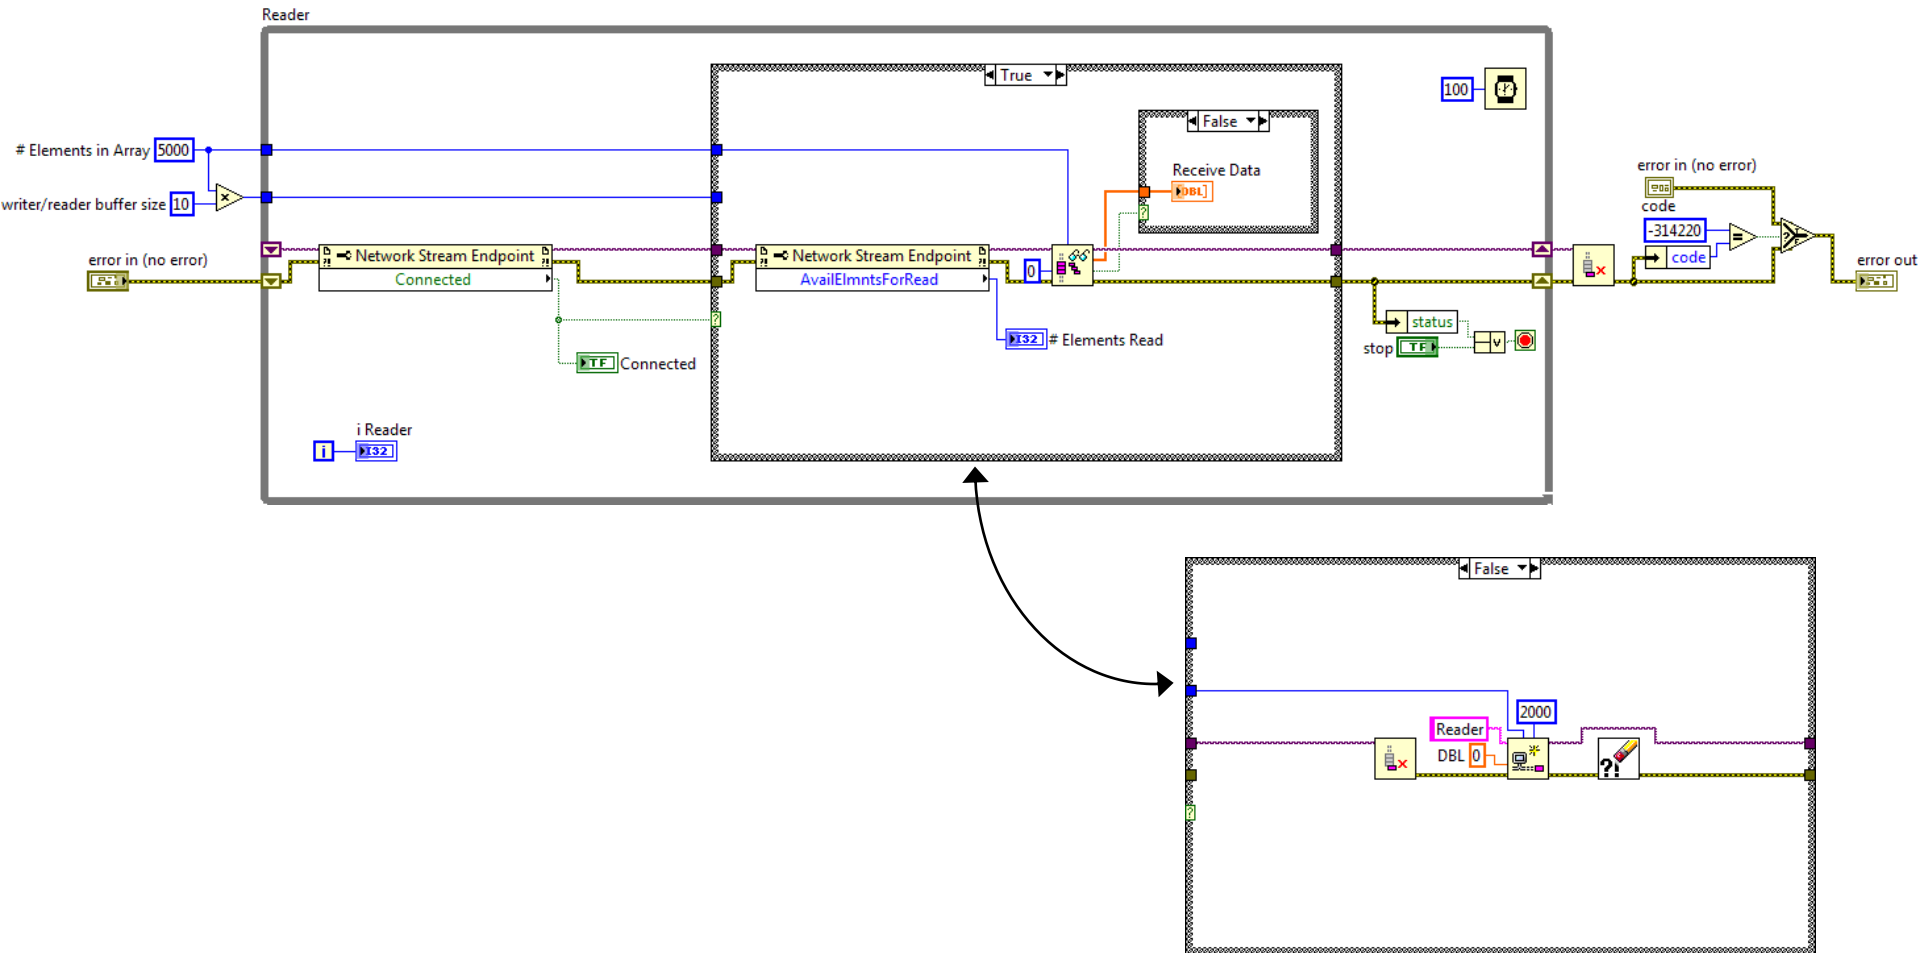 Reader
True
100
False
# Elements in Array 5000
error in (no error)
Receive Data
DBL]
writer/reader buffer size 10
x
code
-314220
=
code
?
T
F
error in (no error)
Network Stream Endpoint
Connected
Network Stream Endpoint
AvailElmntsForRead
0
error out
status
stop
TF
V
I32
# Elements Read
TF
Connected
i Reader
i
I32
False
2000
Reader
DBL 0
?!
?